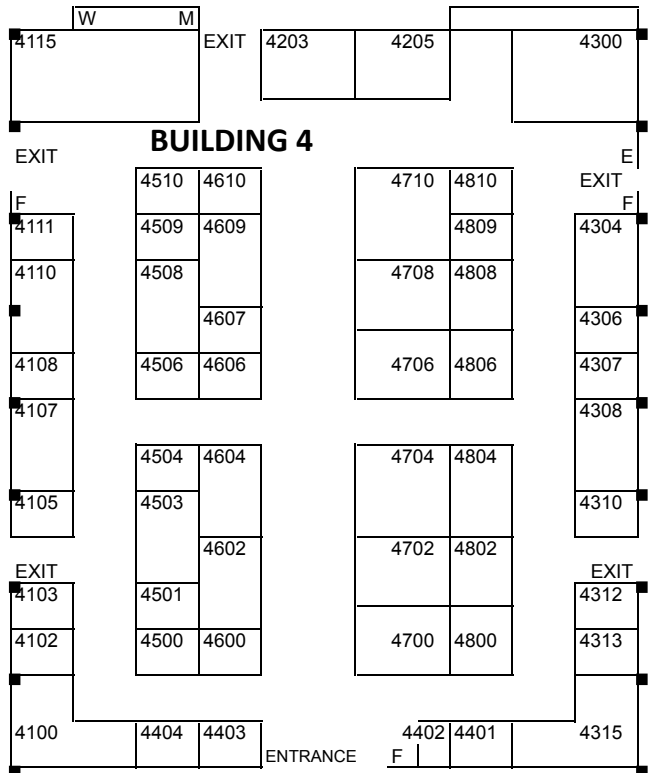 W M
4115 EXIT 4203 4205 4300
BUILDING 4
EXIT E
4510 4610 4710 4810 EXIT
F F
4111 4509 4609 4809 4304
4110 4508 4708 4808
4607 4306
4108 4506 4606 4706 4806 4307
4107 4308
4504 4604 4704 4804
4105 4503 4310
4602 4702 4802
EXIT EXIT
4103 4501 4312
4102 4500 4600 4700 4800 4313
4100 4404 4403 4402 4401 4315
ENTRANCE F